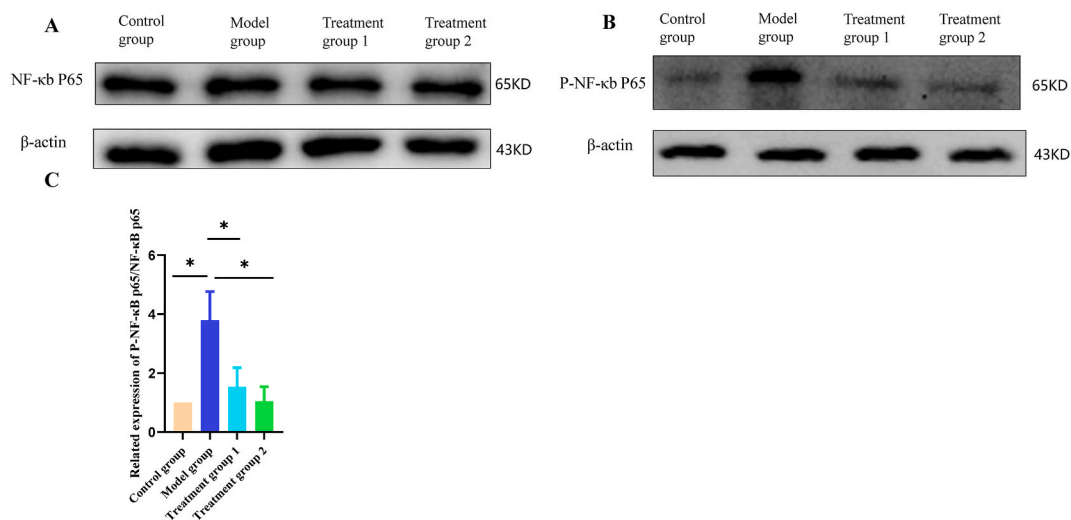 A
Control
group
Model
group
Treatment
group 1
Treatment
group 2
NF-κb P65
65KD
β-actin
43KD
B
Control
group
Model
group
Treatment
group 1
Treatment
group 2
P-NF-κb P65
65KD
β-actin
43KD
C
Related expression of P-NF-κB p65/NF-κB p65
6
4
2
0
*
*
*
Control group
Model group
Treatment group 1
Treatment group 2